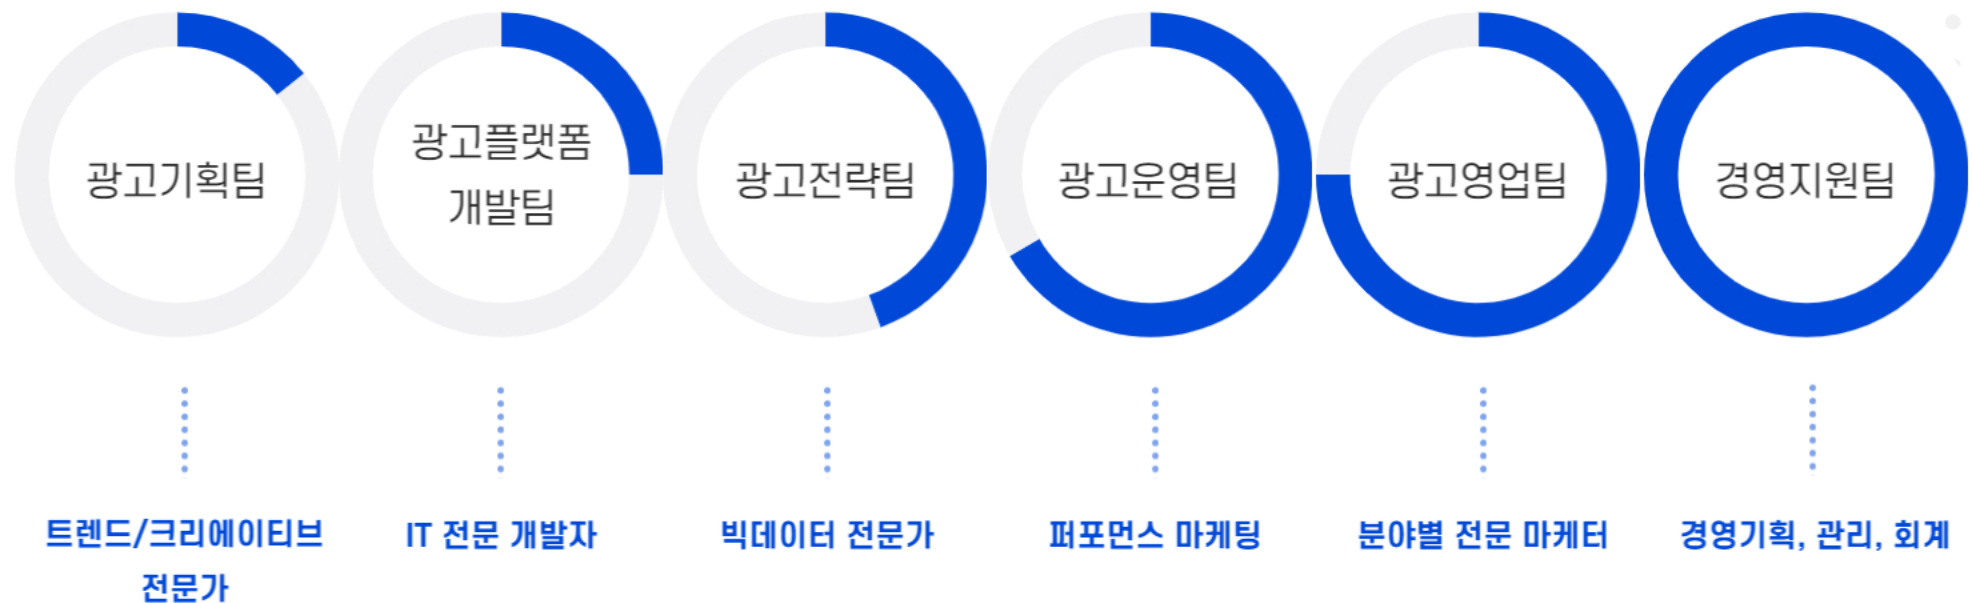 광고기획팀
광고플랫폼
개발팀
광고전략팀
광고운영팀
광고영업팀
경영지원팀
트렌드/크리에이티브
전문가
IT 전문 개발자
빅데이터 전문가
퍼포먼스 마케팅
분야별 전문 마케터
경영기획, 관리, 회계